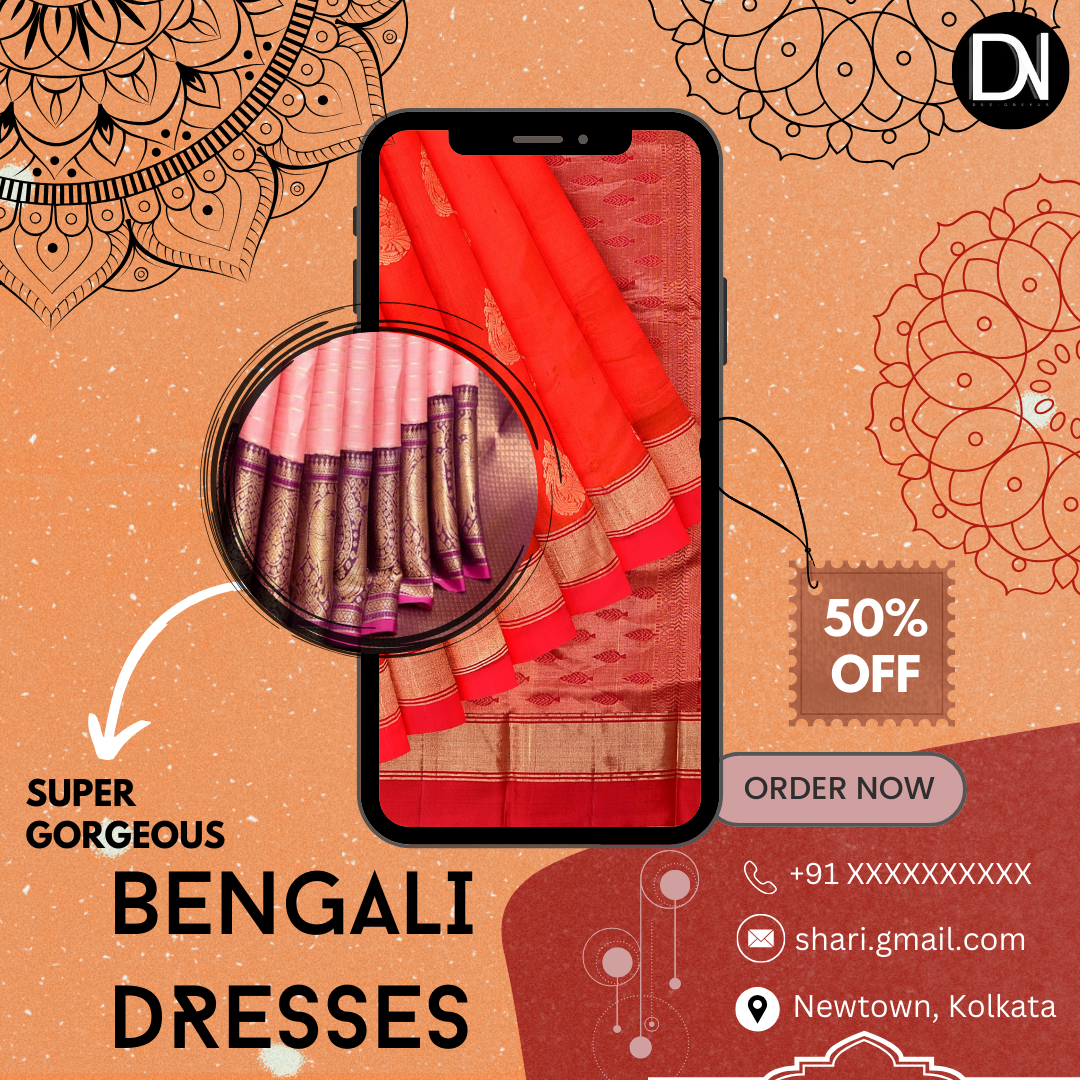 DN
50%
OFF
ORDER NOW
SUPER
GORGEOUS
BENGALI
DRESSES
+91 XXXXXXXXXX
shari.gmail.com
Newtown, Kolkata